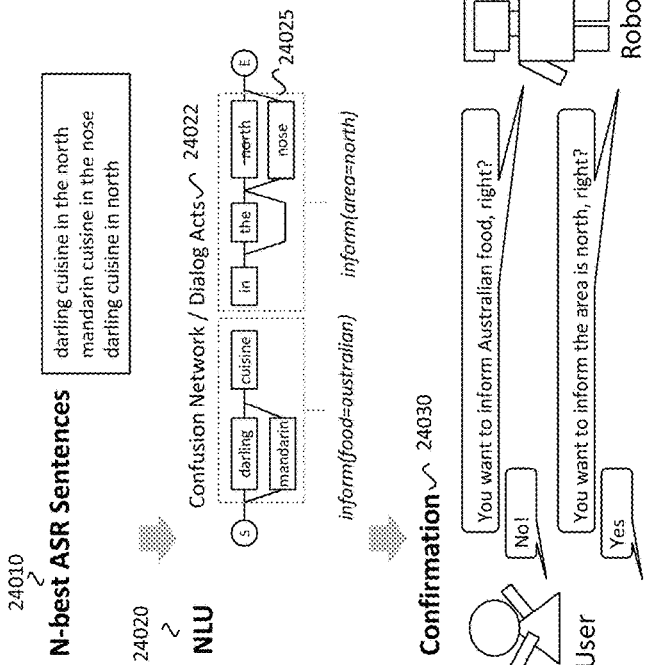 24010
N-best ASR Sentences
darling cuisine in the north
mandarin cuisine in the nose
darling cuisine in north
24020
NLU
Confusion Network / Dialog Acts 24022
S
darling
mandarin
cuisine
in
the
north
nose
E
24025
inform(food=australian)
inform(area=north)
Confirmation 24030
You want to inform Australian food, right?
No!
You want to inform the area is north, right?
Yes
User
Robo